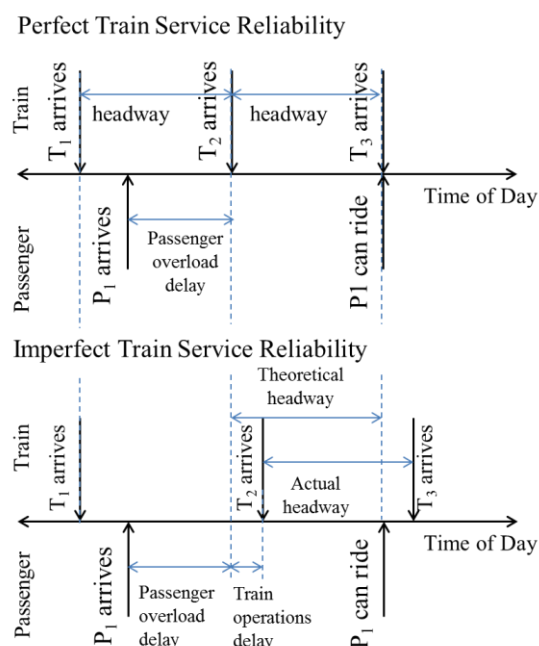 Perfect Train Service Reliability
Train
T1 arrives
headway
T2 arrives
headway
T3 arrives
Time of Day
Passenger
P1 arrives
Passenger
overload
delay
P1 can ride
Imperfect Train Service Reliability
Theoretical
headway
Train
T1 arrives
T2 arrives
Actual
headway
T3 arrives
Time of Day
Passenger
P1 arrives
Passenger
overload
delay
Train
operations
delay
P1 can ride